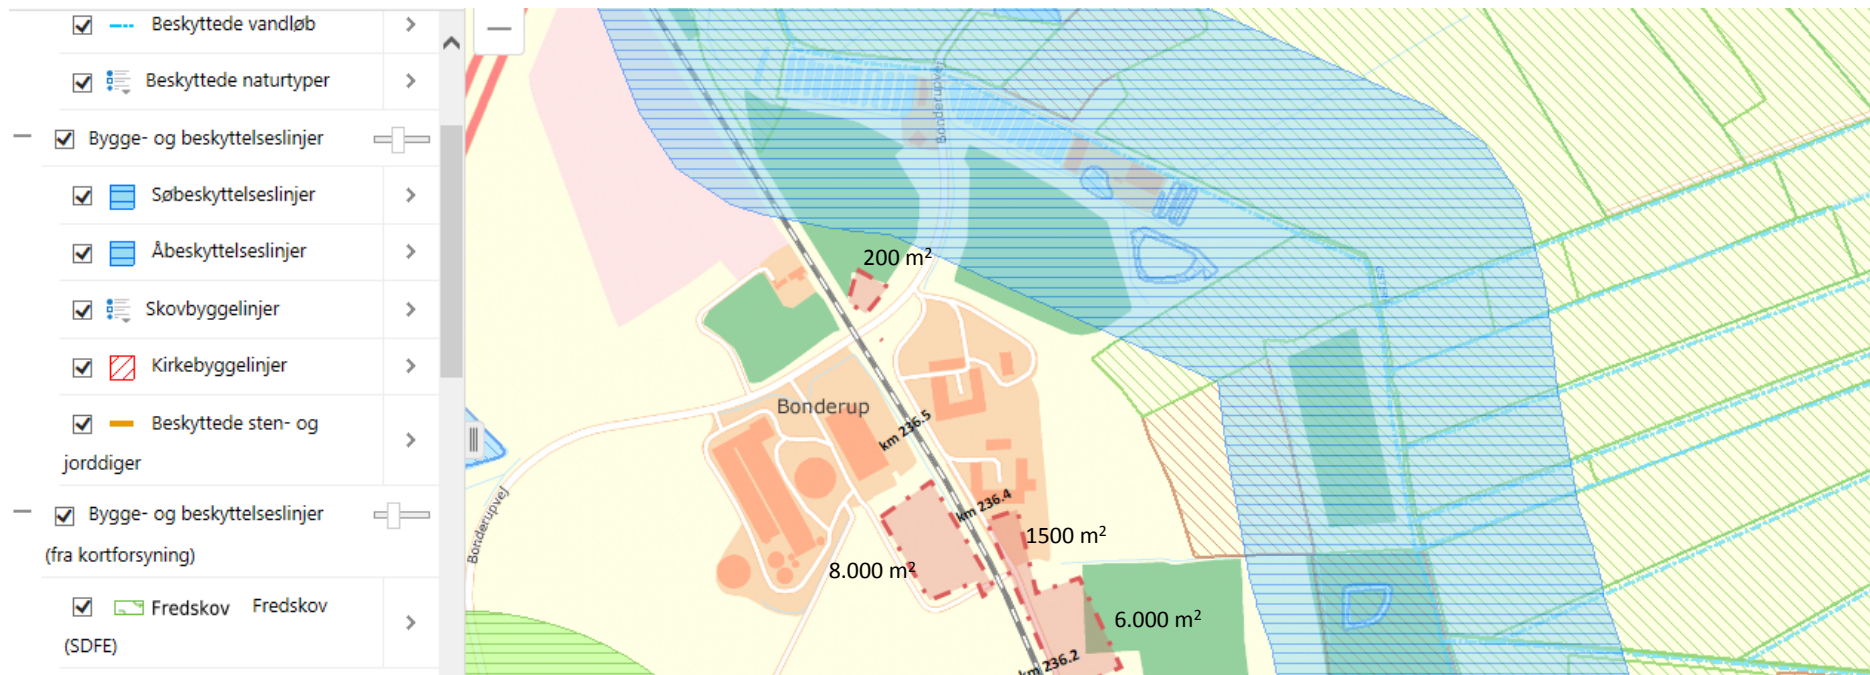 Beskyttede vandløb
Beskyttede naturtyper
Bygge- og beskyttelseslinjer
Søbeskyttelseslinjer
Åbeskyttelseslinjer
Skovbyggelinjer
Kirkebyggelinjer
Beskyttede sten- og
jorddiger
Bygge- og beskyttelseslinjer
(fra kortforsyning)
Fredskov Fredskov
(SDFE)
Bonderupvej
200 m²
Bonderup
km 236.5
km 236.4
1500 m²
Bonderupvej
8.000 m²
6.000 m²
km 236.2